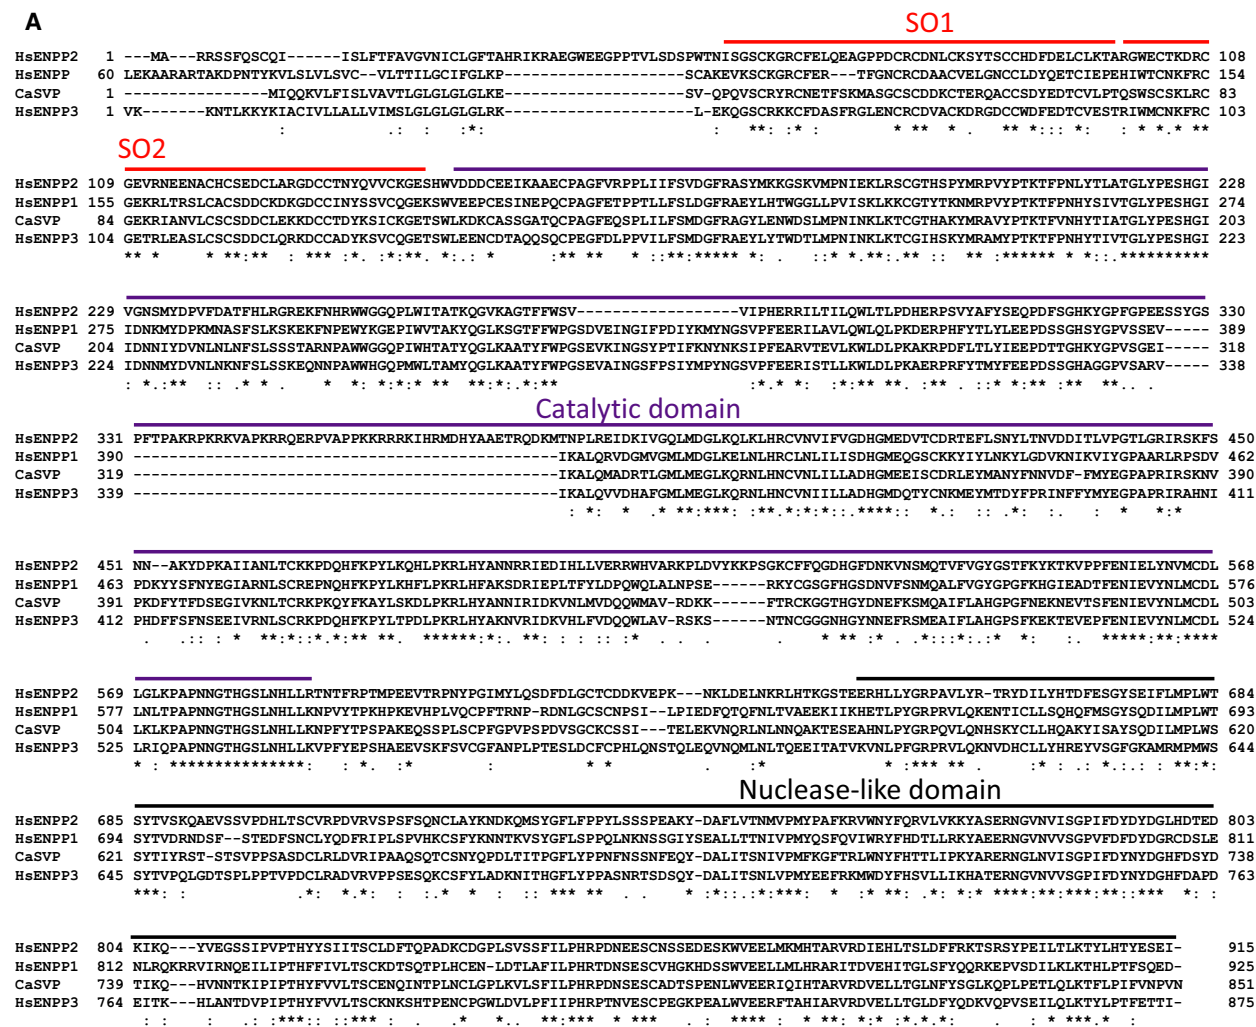 A
SO1
HsENPP2 1 ---MA---RRSSFQSCQI------ISLFTFAVGVNICLGFTAHRIKRAEGWEEGPPTVLSDSPWTNISGSCKGRCFELQEAGPPDCRCDNLCKSYTSCCHDFDELCLKTARGWECTKDRC 108
HsENPP 60 LEKAARARTAKDPNTYKVLSLVLSVC--VLTTILGCIFGLKP-----------------SCAKEVKSCKGRCFER---TFGNCRCDAACVELGNCCLDYQETCIEPEHIWTCNKFRC 154
CaSVP 1 ---------------MIQQKVLFISLVAVTLGLGLGLGLKE------------------SV-QPQVSCRYRCNETFSKMASGCSCDDKCTERQACCSDYEDTCVLPTQSWSCSKLRC 83
HsENPP3 1 VK-------KNTLKKYKIACIVLLALLVIMSLGLGLGLGLRK------------------L-EKQGSCRKKCFDASFRGLENCRCDVACKDRGDCCWDFEDTCVESTRIWMCNKFRC 103
: .: : :*: : **: :* * ** * . ** *::: :* * * * **
SO2
HsENPP2 109 GEVRNEENACHCSEDCLARGDCCTNYQVVCKGESHWVDDDCEEIKAAECPAGFVRPPLIIFSVDGFRASYMKKGSKVMPNIEKLRSCGTHSPYMRPVYPTKTFPNLYTLATGLYPESHGI 228
HsENPP1 155 GEKRLTRSLCACSDDCKDKGDCCINYSSVCQGEKSWVEEPCESINEPQCPAGFETPPTLLFSLDGFRAEYLHTWGGLLPVISKLKKCGTYTKNMRPVYPTKTFPNHYSIVTGLYPESHGI 274
CaSVP 84 GEKRIANVLCSCSDDCLEKKDCCTDYKSICKGETSWLKDKCASSGATQCPAGFEQSPLILFSMDGFRAGYLENWDSLMPNINKLKTCGTHAKYMRAVYPTKTFVNHYTIATGLYPESHGI 203
HsENPP3 104 GETRLEASLCSCSDDCLQRKDCCADYKSVCQGETSWLEENCDTAQQSQCPEGFDLPPVILFSMDGFRAEYLYTWDTLMPNINKLKTCGIHSKYMRAMYPTKTFPNHYTIVTGLYPESHGI 223
HsENPP2 229 VGNSMYDPVFDATFHLRGREKFNHRWWGGQPLWITATKQGVKAGTFFWSV------------------VIPHERRILTILQWLTLPDHERPSVYAFYSEQPDFSGHKYGPFGPEESSYGS 330
HsENPP1 275 IDNKMYDPKMNASFSLKSKEKFNPEWYKGEPIWVTAKYQGLKSGTFFWPGSDVEINGIFPDIYKMYNGSVPFEERILAVLQWLQLPKDERPHFYTLYLEEPDSSGHSYGPVSSEV----- 389
CaSVP 204 IDNNIYDVNLNLNFSLSSSTARNPAWWGGQPIWHTATYQGLKAATYFWPGSEVKINGSYPTIFKNYNKSIPFEARVTEVLKWLDLPKAKRPDFLTLYIEEPDTTGHKYGPVSGEI----- 318
HsENPP3 224 IDNNMYDVNLNKNFSLSSKEQNNPAWWHGQPMWLTAMYQGLKAATYFWPGSEVAINGSFPSIYMPYNGSVPFEERISTLLKWLDLPKAERPRFYTMYFEEPDSSGHAGGPVSARV----- 338
Catalytic domain
HsENPP2 331 PFTPAKRPKRKVAPKRRQERPVAPPKKRRRKIHRMDHYAAETRQDKMTNPLREIDKIVGQLMDGLKQLKLHRCVNVIFVGDHGMEDVTCDRTEFLSNYLTNVDDITLVPGTLGRIRSKFS 450
HsENPP1 390 ------------------------------------------------IKALQRVDGMVGMLMDGLKELNLHRCLNLILISDHGMEQGSCKKYIYLNKYLGDVKNIKVIYGPAARLRPSDV 462
CaSVP 319 ------------------------------------------------IKALQMADRTLGMLMEGLKQRNLHNCVNLILLADHGMEEISCDRLEYMANYFNNVDF-FMYEGPAPRIRSKNV 390
HsENPP3 339 ------------------------------------------------IKALQVVDHAFGMLMEGLKQRNLHNCVNIILLADHGMDQTYCNKMEYMTDYFPRINFFYMYEGPAPRIRAHNI 411
HsENPP2 451 NN--AKYDPKAIIANLTCKKPDQHFKPYLKQHLPKRLHYANNRRIEDIHLLVERRWHVARKPLDVYKKPSGKCFFQGDHGFDNKVNSMQTVFVGYGSTFKYKTKVPPFENIELYNVMCDL 568
HsENPP1 463 PDKYYSFNYEGIARNLSCREPNQHFKPYLKHFLPKRLHFAKSDRIEPLTFYLDPQWQLALNPSE------RKYCGSGFHGSDNVFSNMQALFVGYGPGFKHGIEADTFENIEVYNLMCDL 576
CaSVP 391 PKDFYTFDSEGIVKNLTCRKPKQYFKAYLSKDLPKRLHYANNIRIDKVNLMVDQQWMAV-RDKK------FTRCKGGTHGYDNEFKSMQAIFLAHGPGFNEKNEVTSFENIEVYNLMCDL 503
HsENPP3 412 PHDFFSFNSEEIVRNLSCRKPDQHFKPYLTPDLPKRLHYAKNVRIDKVHLFVDQQWLAV-RSKS------NTNCGGGNHGYNNEFRSMEAIFLAHGPSFKEKTEVEPFENIEVYNLMCDL 524
HsENPP2 569 LGLKPAPNNGTHGSLNHLLRTNTFRPTMPEEVTRPNYPGIMYLQSDFDLGCTCDDKVEPK---NKLDELNKRLHTKGSTEERHLLYGRPAVLYR-TRYDILYHTDFESGYSEIFLMPLWT 684
HsENPP1 577 LNLTPAPNNGTHGSLNHLLKNPVYTPKHPKEVHPLVQCPFTRNP-RDNLGCSCNPSI--LPIEDFQTQFNLTVAEEKIIKHETLPYGRPRVLQKENTICLLSQHQFMSGYSQDILMPLWT 693
CaSVP 504 LKLKPAPNNGTHGSLNHLLKNPFYTPSPAKEQSSPLSCPFGPVPSPDVSGCKCSSI---TELEKVNQRLNLNNQAKTESEAHNLPYGRPQVLQNHSKYCLLHQAKYISAYSQDILMPLWS 620
HsENPP3 525 LRIQPAPNNGTHGSLNHLLKVPFYEPSHAEEVSKFSVCGFANPLPTESLDCFCPHLQNSTQLEQVNQMLNLTQEEITATVKVNLPFGRPRVLQKNVDHCLLYHREYVSGFGKAMRMPMWS 644
Nuclease-like domain
HsENPP2 685 SYTVSKQAEVSSVPDHLTSCVRPDVRVSPSFSQNCLAYKNDKQMSYGFLFPPYLSSSPEAKY-DAFLVTNMVPMYPAFKRVWNYFQRVLVKKYASERNGVNVISGPIFDYDYDGLHDTED 803
HsENPP1 694 SYTVDRNDSF--STEDFSNCLYQDFRIPLSPVHKCSFYKNNTKVSYGFLSPPQLNKNSSGIYSEALLTTNIVPMYQSFQVIWRYFHDTLLRKYAEERNGVNVVSGPVFDFDYDGRCDSLE 811
CaSVP 621 SYTIYRST-STSVPPSASDCLRLDVRIPAAQSQTCSNYQPDLTITPGFLYPPNFNSSNFEQY-DALITSNIVPMFKGFTRLWNYFHTTLIPKYARERNGLNVISGPIFDYNYDGHFDSYD 738
HsENPP3 645 SYTVPQLGDTSPLPPTVPDCLRADVRVPPSESQKCSFYLADKNITHGFLYPPASNRTSDSQY-DALITSNLVPMYEEFRKMWDYFHSVLLIKHATERNGVNVVSGPIFDYNYDGHFDAPD 763
HsENPP2 804 KIKQ---YVEGSSIPVPTHYYSIITSCLDFTQPADKCDGPLSVSSFILPHRPDNEESCNSSEDESKWVEELMKMHTARVRDIEHLTSLDFFRKTSRSYPEILTLKTYLHTYESEI- 915
HsENPP1 812 NLRQKRRVIRNQEILIPTHFFIVLTSCKDTSQTPLHCEN-LDTLAFILPHRTDNSESCVHGKHDSSWVEELLMLHRARITDVEHITGLSFYQQRKEPVSDILKLKTHLPTFSQED- 925
CaSVP 739 TIKQ---HVNNTKIPIPTHYFVVLTSCENQINTPLNCLGPLKVLSFILPHRPDNSESCADTSPENLWVEERIQIHTARVRDVELLTGLNFYSGLKQPLPETLQLKTFLPIFVNPVN 851
HsENPP3 764 EITK---HLANTDVPIPTHYFVVLTSCKNKSHTPENCPGWLDVLPFIIPHRPTNVESCPEGKPEALWVEERFTAHIARVRDVELLTGLDFYQDKVQPVSEILQLKTYLPTFETTI- 875